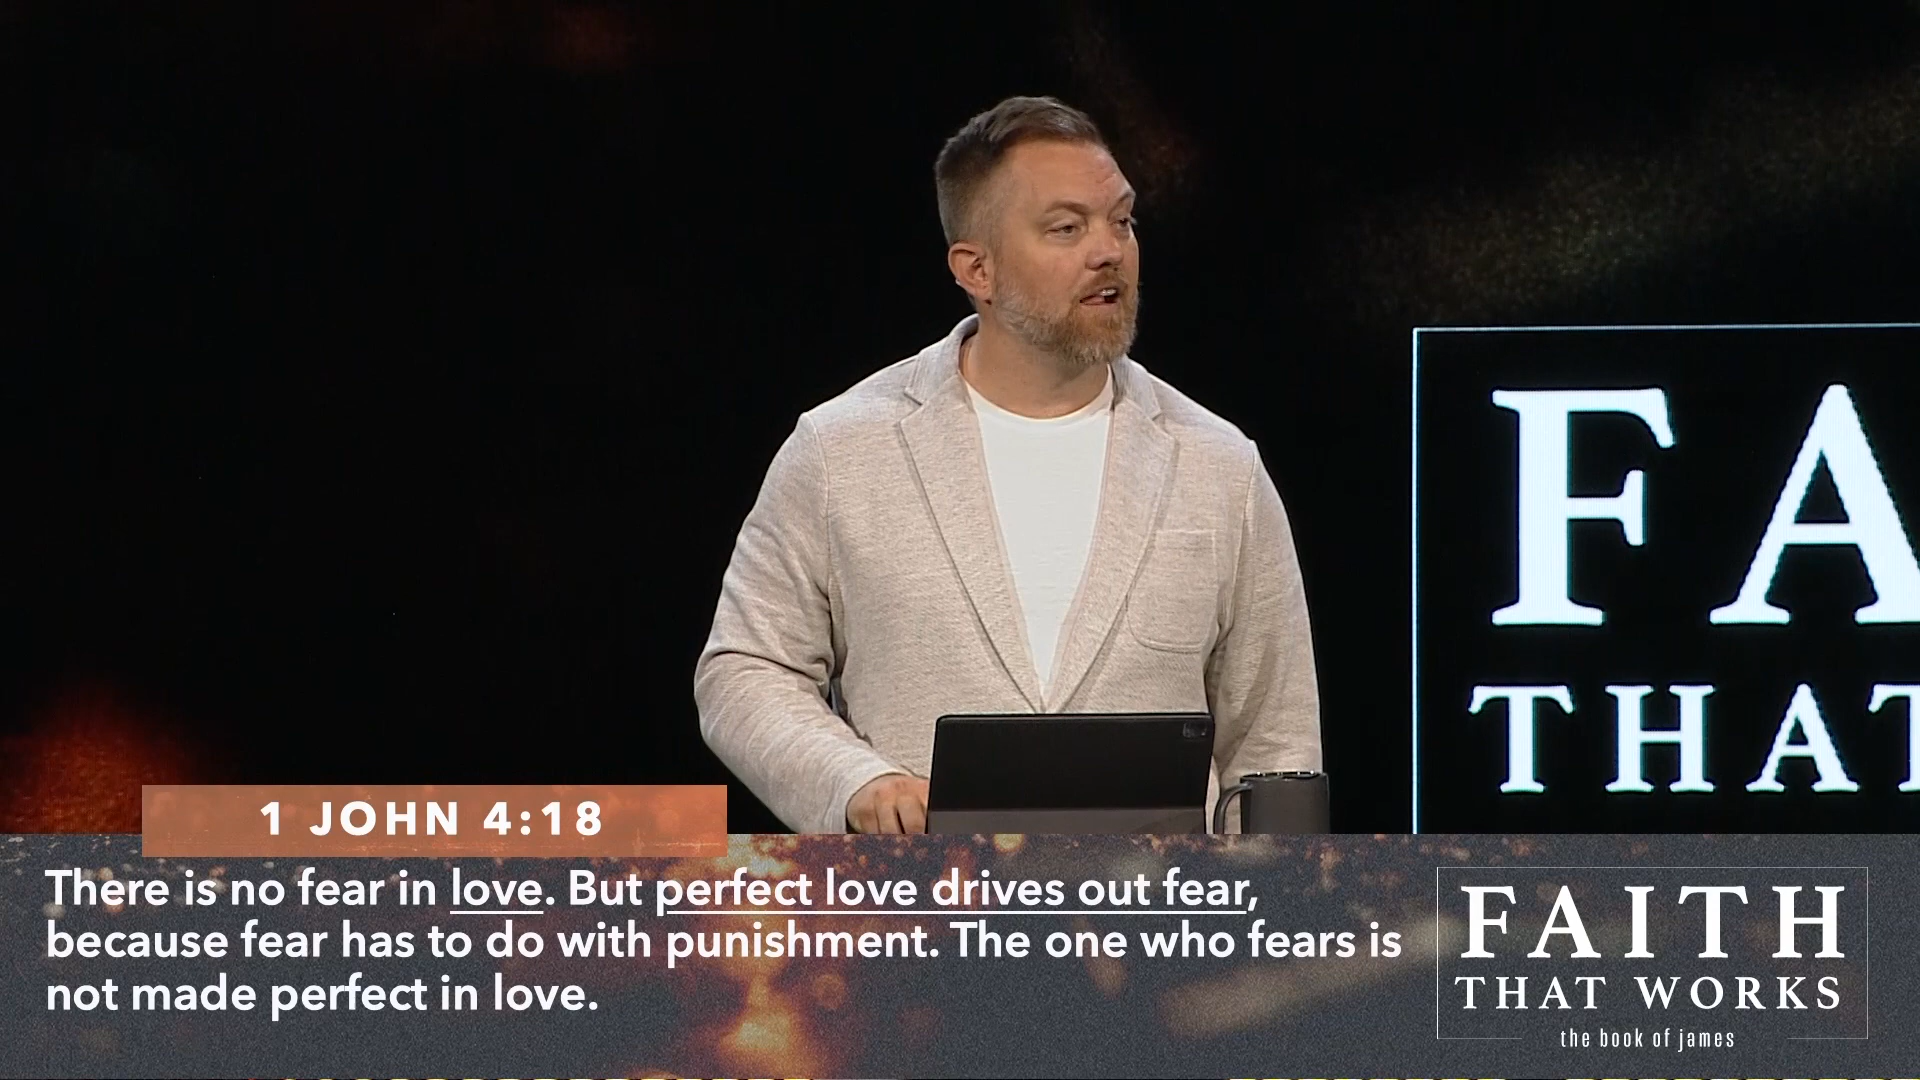 FA
THAT
1 JOHN 4:18
There is no fear in love. But perfect love drives out fear,
because fear has to do with punishment. The one who fears is
not made perfect in love.
FAITH
THAT WORKS
the book of james